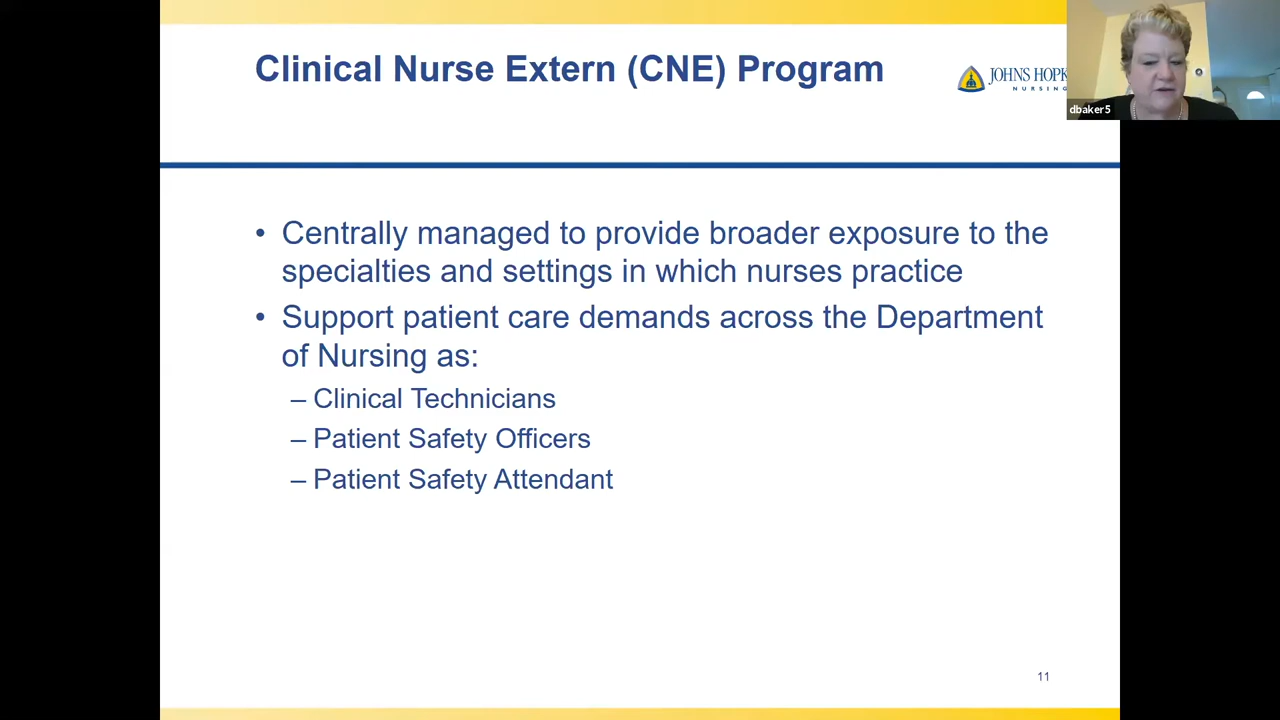 Clinical Nurse Extern (CNE) Program
JOHNS HOPK
NURSING
dbaker5
• Centrally managed to provide broader exposure to the
specialties and settings in which nurses practice
• Support patient care demands across the Department
of Nursing as:
– Clinical Technicians
– Patient Safety Officers
– Patient Safety Attendant
11